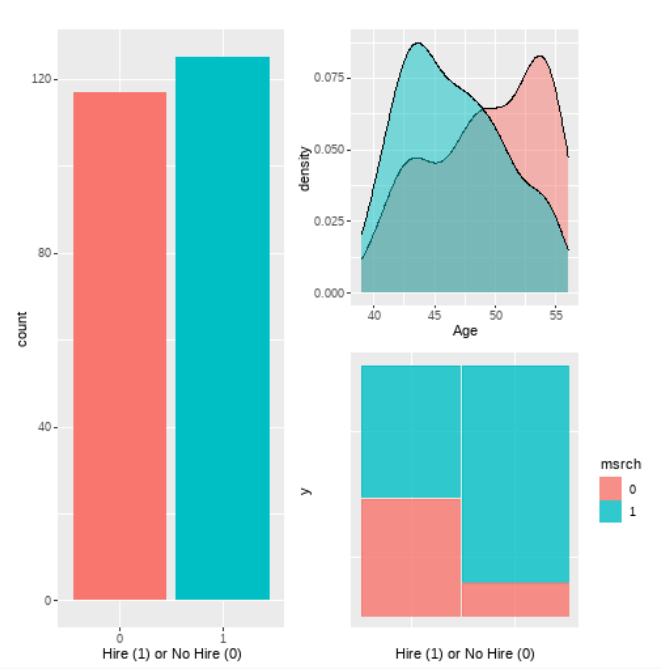 120
80
40
0
count
0 1
Hire (1) or No Hire (0)
0.075
0.050
0.025
0.000
density
40 45 50 55
Age
y
Hire (1) or No Hire (0)
msrch
0
1